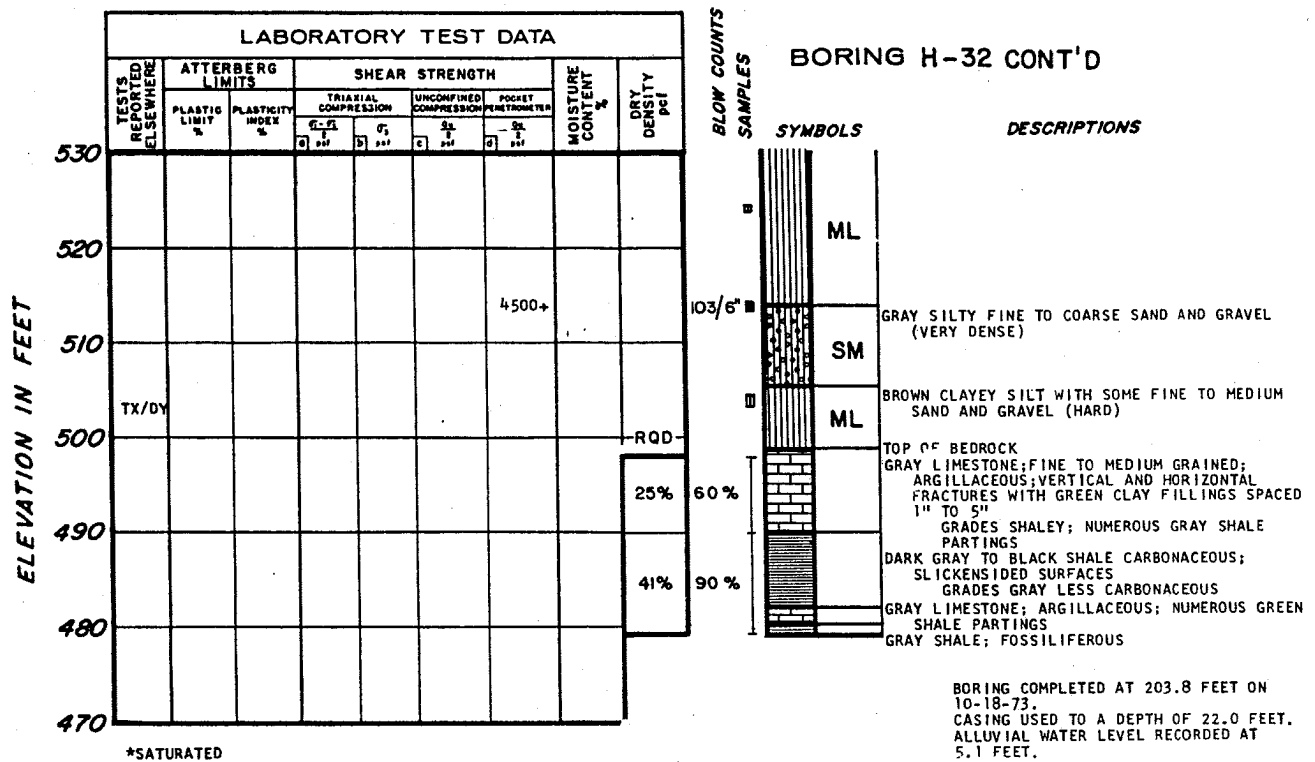 LABORATORY TEST DATA
TESTS REPORTED ELSEWHERE
ATTERBERG LIMITS
PLASTIC LIMIT %
PLASTICITY INDEX %
SHEAR STRENGTH
TRIAXIAL COMPRESSION
UNCONFINED COMPRESSION
POCKET PENETROMETER
a
b
c
d
psf
psf
psf
psf
MOISTURE CONTENT %
DRY DENSITY pcf
BLOW COUNTS
SAMPLES
BORING H-32 CONT'D
SYMBOLS
DESCRIPTIONS
ELEVATION IN FEET
530
520
510
500
490
480
470
4500+
103/6"
TX/DY
RQD
25%
60%
41%
90%
ML
SM
ML
GRAY SILTY FINE TO COARSE SAND AND GRAVEL
(VERY DENSE)
BROWN CLAYEY SILT WITH SOME FINE TO MEDIUM
SAND AND GRAVEL (HARD)
TOP OF BEDROCK
GRAY LIMESTONE;FINE TO MEDIUM GRAINED;
ARGILLACEOUS;VERTICAL AND HORIZONTAL
FRACTURES WITH GREEN CLAY FILLINGS SPACED
1" TO 5"
GRADES SHALEY; NUMEROUS GRAY SHALE
PARTINGS
DARK GRAY TO BLACK SHALE CARBONACEOUS;
SLICKENSIDED SURFACES
GRADES GRAY LESS CARBONACEOUS
GRAY LIMESTONE; ARGILLACEOUS; NUMEROUS GREEN
SHALE PARTINGS
GRAY SHALE; FOSSILIFEROUS
BORING COMPLETED AT 203.8 FEET ON
10-18-73.
CASING USED TO A DEPTH OF 22.0 FEET.
ALLUVIAL WATER LEVEL RECORDED AT
5.1 FEET.
*SATURATED